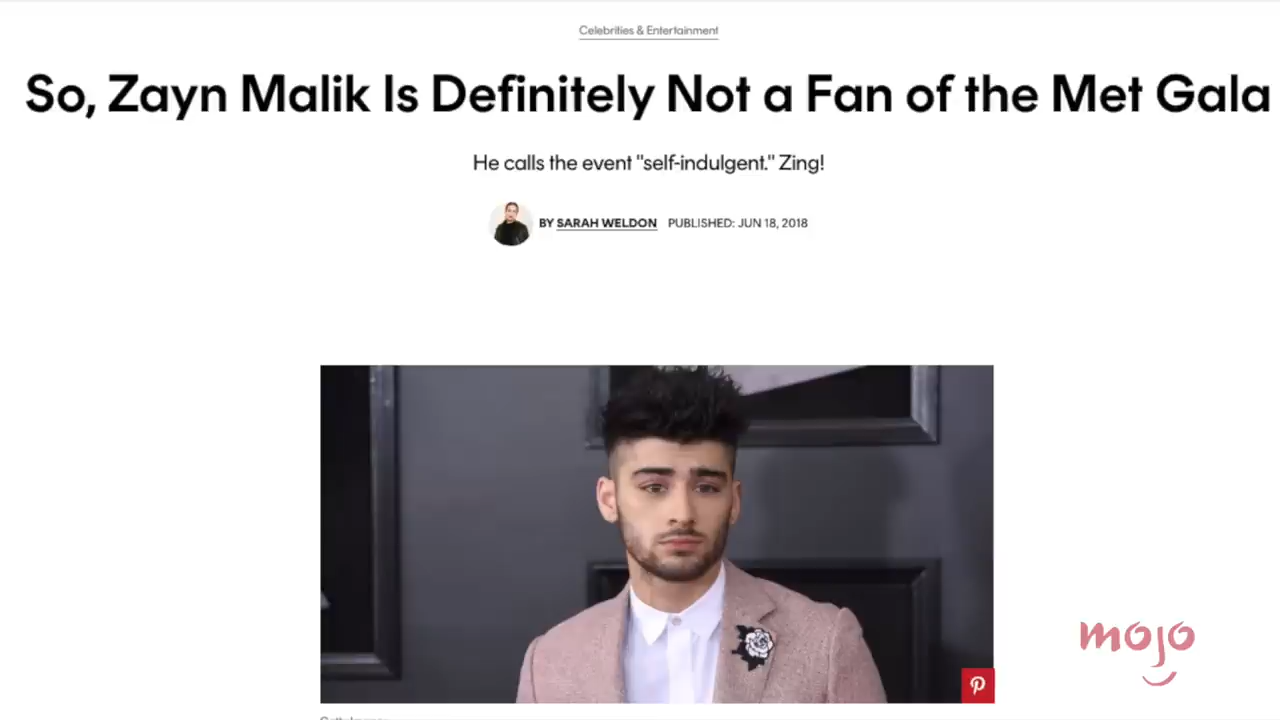 Celebrities & Entertainment
So, Zayn Malik Is Definitely Not a Fan of the Met Gala
He calls the event "self-indulgent." Zing!
BY SARAH WELDON PUBLISHED: JUN 18, 2018
mojo